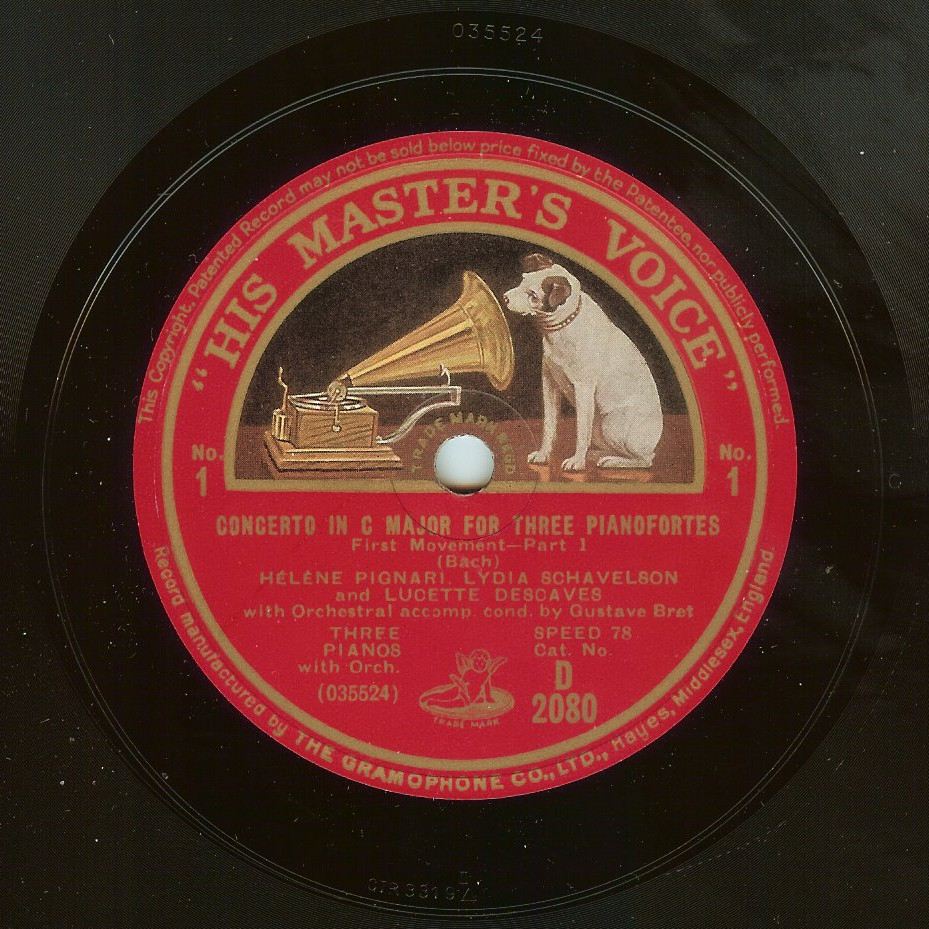 035524
This Copyright, Patented Record may not be sold below price fixed by the Patentee, nor publicly performed.
“HIS MASTER'S VOICE”
TRADE MARK REGD
No. 1
No. 1
CONCERTO IN C MAJOR FOR THREE PIANOFORTES
First Movement—Part 1
(Bach)
HÉLÈNE PIGNARI, LYDIA SCHAVELSON
and LUCETTE DESCAVES
with Orchestral accomp. cond. by Gustave Bret
THREE
PIANOS
with Orch.
(035524)
SPEED 78
Cat. No.
D
2080
TRADE MARK
Record manufactured by THE GRAMOPHONE CO., LTD., Hayes, Middlesex, England.